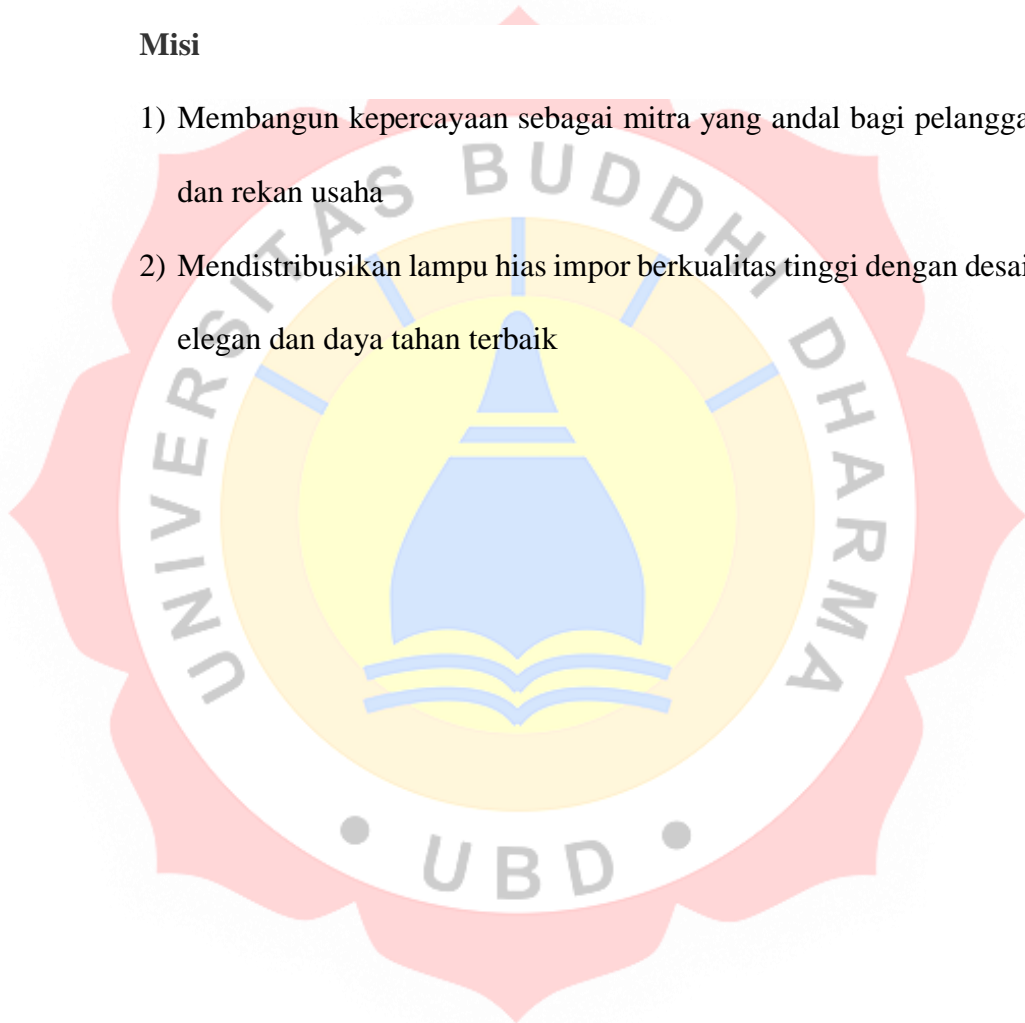 Misi
1) Membangun kepercayaan sebagai mitra yang andal bagi pelangga
dan rekan usaha
2) Mendistribusikan lampu hias impor berkualitas tinggi dengan desai
elegan dan daya tahan terbaik
UNIVERSITAS BUDDHI DHARMA
• UBD •